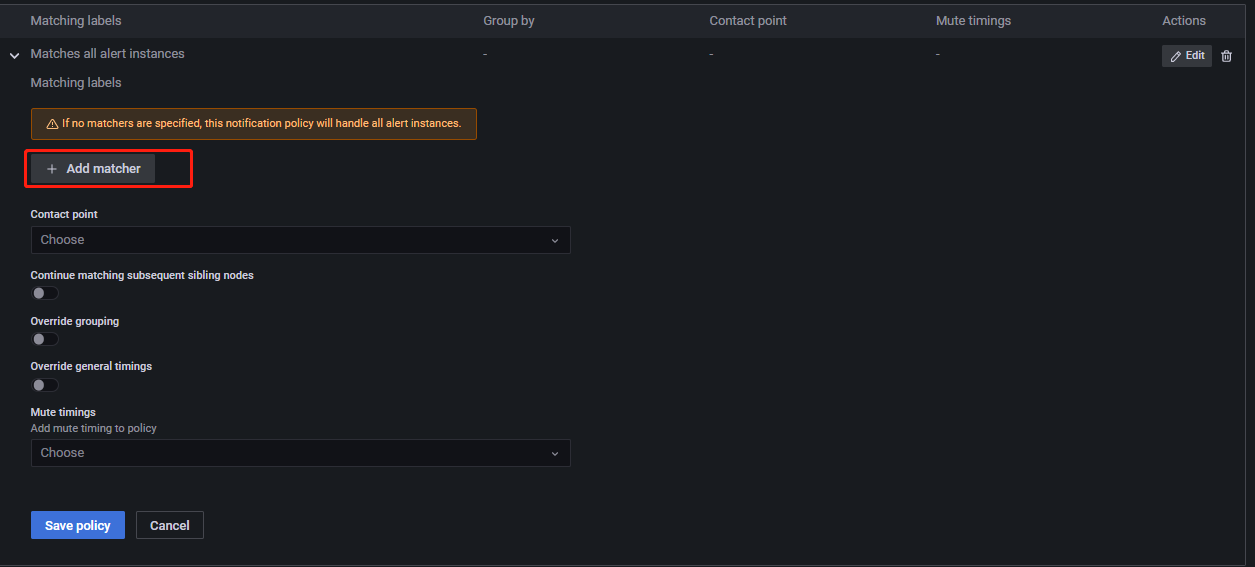 Matching labels Group by Contact point Mute timings Actions
Matches all alert instances - - - Edit
Matching labels
If no matchers are specified, this notification policy will handle all alert instances.
+ Add matcher
Contact point
Choose
Continue matching subsequent sibling nodes
Override grouping
Override general timings
Mute timings
Add mute timing to policy
Choose
Save policy Cancel